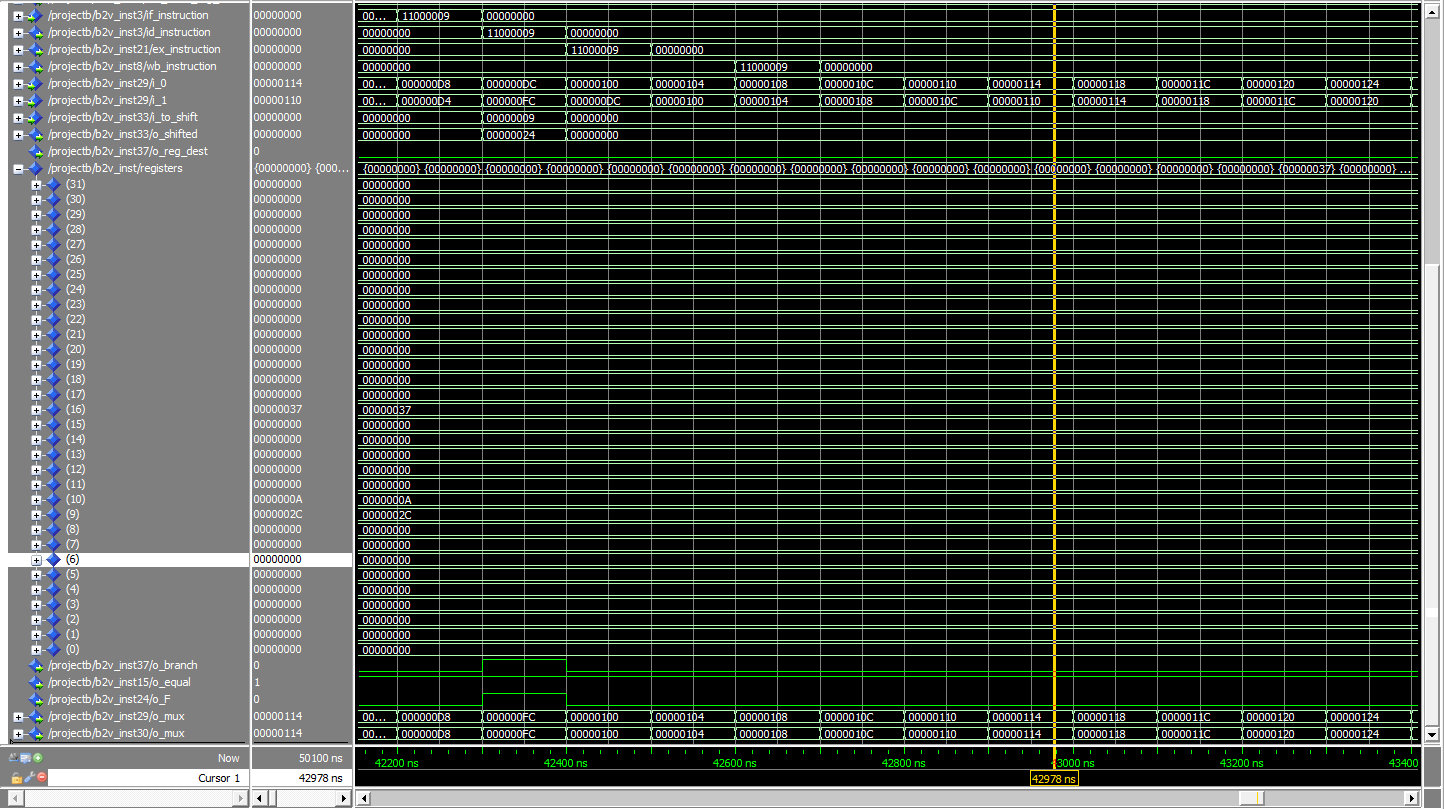 /projectb/b2v_inst3/if_instruction 00000000 00... 11000009 00000000
/projectb/b2v_inst3/id_instruction 00000000 00000000 11000009 00000000
/projectb/b2v_inst21/ex_instruction 00000000 00000000 11000009 00000000
/projectb/b2v_inst8/wb_instruction 00000000 00000000 11000009 00000000
/projectb/b2v_inst29/i_0 00000114 00... 000000D8 000000DC 00000100 00000104 00000108 0000010C 00000110 00000114 00000118 0000011C 00000120 00000124
/projectb/b2v_inst29/i_1 00000110 00... 000000D4 000000FC 000000DC 00000100 00000104 00000108 0000010C 00000110 00000114 00000118 0000011C 00000120
/projectb/b2v_inst33/i_to_shift 00000000 00000000 00000009 00000000
/projectb/b2v_inst33/o_shifted 00000000 00000000 00000024 00000000
/projectb/b2v_inst37/o_reg_dest 0
/projectb/b2v_inst/registers {00000000} {000... {00000000} {00000000} {00000000} {00000000} {00000000} {00000000} {00000000} {00000000} {00000000} {00000000} {00000000} {00000000} {00000000} {00000000} {00000000} {00000037} {00000000} ...
(31) 00000000 00000000
(30) 00000000 00000000
(29) 00000000 00000000
(28) 00000000 00000000
(27) 00000000 00000000
(26) 00000000 00000000
(25) 00000000 00000000
(24) 00000000 00000000
(23) 00000000 00000000
(22) 00000000 00000000
(21) 00000000 00000000
(20) 00000000 00000000
(19) 00000000 00000000
(18) 00000000 00000000
(17) 00000000 00000000
(16) 00000037 00000037
(15) 00000000 00000000
(14) 00000000 00000000
(13) 00000000 00000000
(12) 00000000 00000000
(11) 00000000 00000000
(10) 0000000A 0000000A
(9) 0000002C 0000002C
(8) 00000000 00000000
(7) 00000000 00000000
(6) 00000000 00000000
(5) 00000000 00000000
(4) 00000000 00000000
(3) 00000000 00000000
(2) 00000000 00000000
(1) 00000000 00000000
(0) 00000000 00000000
/projectb/b2v_inst37/o_branch 0
/projectb/b2v_inst15/o_equal 1
/projectb/b2v_inst24/o_F 0
/projectb/b2v_inst29/o_mux 00000114 00... 000000D8 000000FC 00000100 00000104 00000108 0000010C 00000110 00000114 00000118 0000011C 00000120 00000124
/projectb/b2v_inst30/o_mux 00000114 00... 000000D8 000000FC 00000100 00000104 00000108 0000010C 00000110 00000114 00000118 0000011C 00000120 00000124
Now 50100 ns 42200 ns 42400 ns 42600 ns 42800 ns 43000 ns 43200 ns 43400
Cursor 1 42978 ns 42978 ns